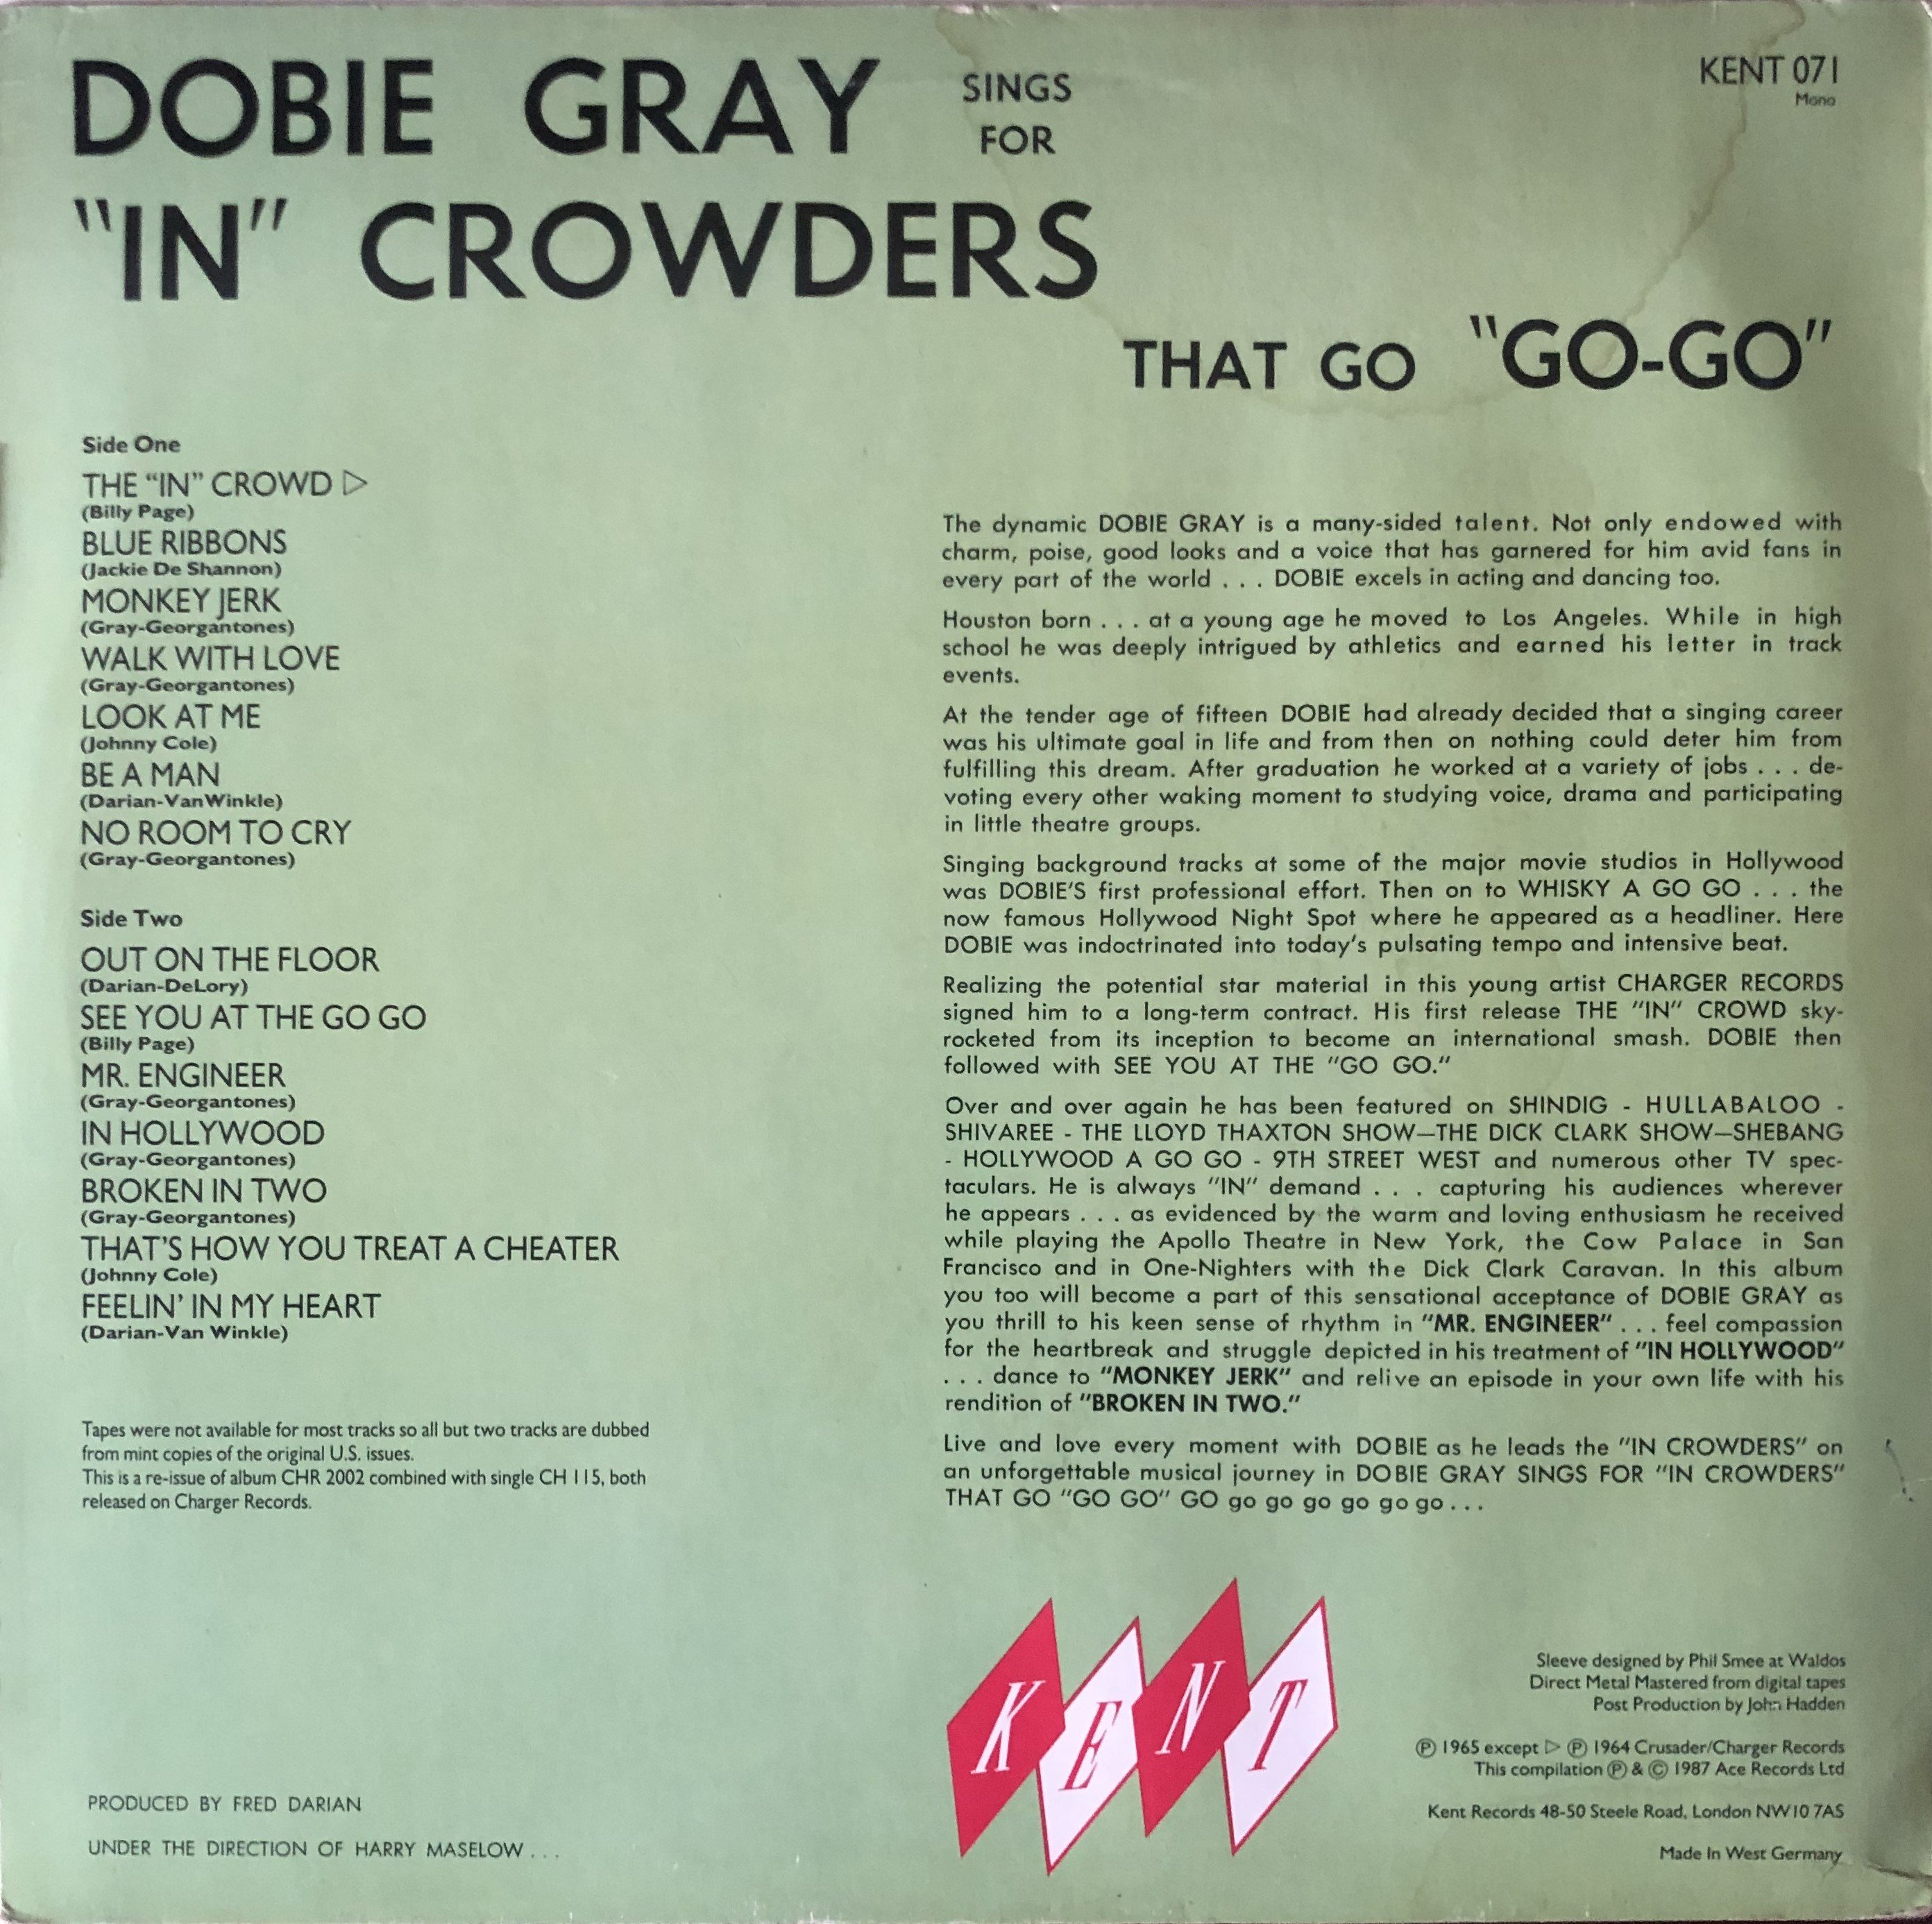 DOBIE GRAY SINGS FOR
"IN" CROWDERS
THAT GO "GO-GO"
KENT 071
Mono
Side One
THE “IN” CROWD ▷
(Billy Page)
BLUE RIBBONS
(Jackie De Shannon)
MONKEY JERK
(Gray-Georgantones)
WALK WITH LOVE
(Gray-Georgantones)
LOOK AT ME
(Johnny Cole)
BE A MAN
(Darian-VanWinkle)
NO ROOM TO CRY
(Gray-Georgantones)
Side Two
OUT ON THE FLOOR
(Darian-DeLory)
SEE YOU AT THE GO GO
(Billy Page)
MR. ENGINEER
(Gray-Georgantones)
IN HOLLYWOOD
(Gray-Georgantones)
BROKEN IN TWO
(Gray-Georgantones)
THAT'S HOW YOU TREAT A CHEATER
(Johnny Cole)
FEELIN' IN MY HEART
(Darian-Van Winkle)
Tapes were not available for most tracks so all but two tracks are dubbed
from mint copies of the original U.S. issues.
This is a re-issue of album CHR 2002 combined with single CH 115, both
released on Charger Records.
PRODUCED BY FRED DARIAN
UNDER THE DIRECTION OF HARRY MASELOW . . .
The dynamic DOBIE GRAY is a many-sided talent. Not only endowed with
charm, poise, good looks and a voice that has garnered for him avid fans in
every part of the world . . . DOBIE excels in acting and dancing too.
Houston born . . . at a young age he moved to Los Angeles. While in high
school he was deeply intrigued by athletics and earned his letter in track
events.
At the tender age of fifteen DOBIE had already decided that a singing career
was his ultimate goal in life and from then on nothing could deter him from
fulfilling this dream. After graduation he worked at a variety of jobs . . . de-
voting every other waking moment to studying voice, drama and participating
in little theatre groups.
Singing background tracks at some of the major movie studios in Hollywood
was DOBIE'S first professional effort. Then on to WHISKY A GO GO . . . the
now famous Hollywood Night Spot where he appeared as a headliner. Here
DOBIE was indoctrinated into today's pulsating tempo and intensive beat.
Realizing the potential star material in this young artist CHARGER RECORDS
signed him to a long-term contract. His first release THE "IN" CROWD sky-
rocketed from its inception to become an international smash. DOBIE then
followed with SEE YOU AT THE "GO GO."
Over and over again he has been featured on SHINDIG - HULLABALOO -
SHIVAREE - THE LLOYD THAXTON SHOW—THE DICK CLARK SHOW—SHEBANG
- HOLLYWOOD A GO GO - 9TH STREET WEST and numerous other TV spec-
taculars. He is always "IN" demand . . . capturing his audiences wherever
he appears . . . as evidenced by the warm and loving enthusiasm he received
while playing the Apollo Theatre in New York, the Cow Palace in San
Francisco and in One-Nighters with the Dick Clark Caravan. In this album
you too will become a part of this sensational acceptance of DOBIE GRAY as
you thrill to his keen sense of rhythm in "MR. ENGINEER" . . . feel compassion
for the heartbreak and struggle depicted in his treatment of "IN HOLLYWOOD"
. . . dance to "MONKEY JERK" and relive an episode in your own life with his
rendition of "BROKEN IN TWO."
Live and love every moment with DOBIE as he leads the "IN CROWDERS" on
an unforgettable musical journey in DOBIE GRAY SINGS FOR "IN CROWDERS"
THAT GO "GO GO" GO go go go go go go . . .
KENT
Sleeve designed by Phil Smee at Waldos
Direct Metal Mastered from digital tapes
Post Production by John Hadden
Ⓟ 1965 except ▷ Ⓟ 1964 Crusader/Charger Records
This compilation Ⓟ & © 1987 Ace Records Ltd
Kent Records 48-50 Steele Road, London NW10 7AS
Made In West Germany